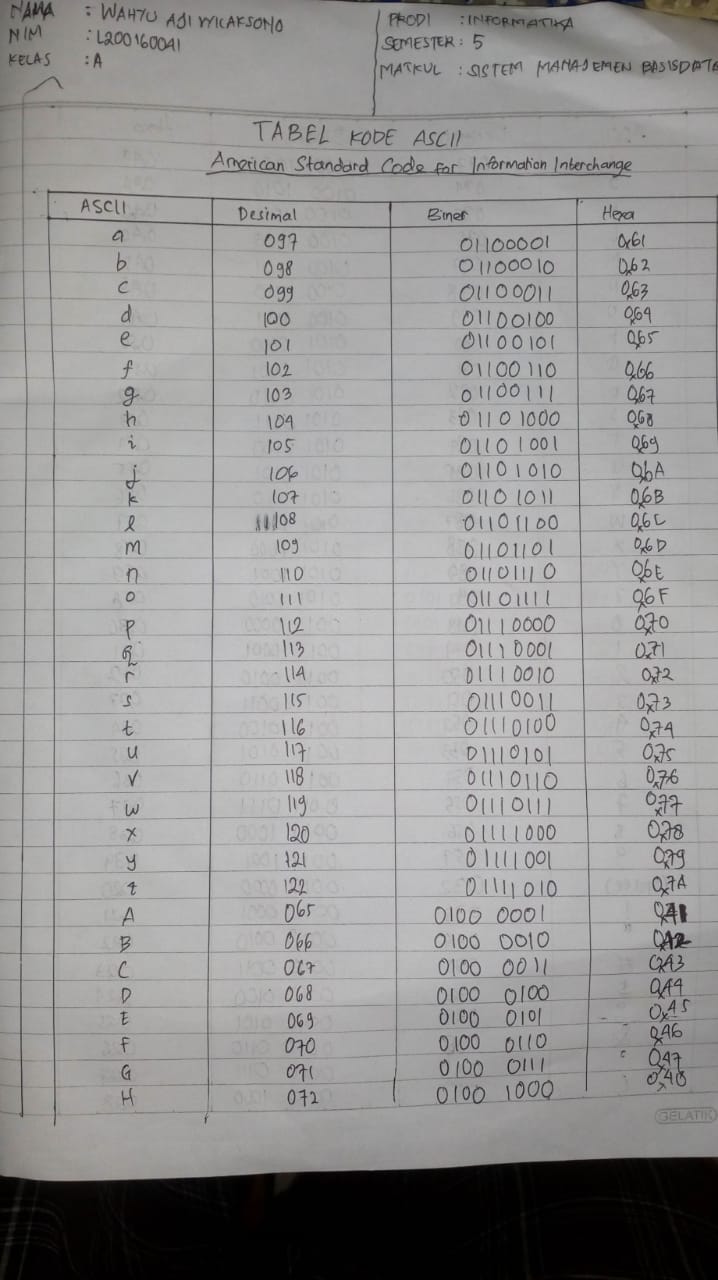 NAMA : WAHYU AJI WICAKSONO
NIM : L200160041
KELAS : A
PRODI : INFORMATIKA
SEMESTER : 5
MATKUL : SISTEM MANAJEMEN BASISDATA
TABEL KODE ASCII
American Standard Code for Information Interchange
ASCII Desimal Biner Hexa
a 097 01100001 0x61
b 098 01100010 0x62
c 099 01100011 0x63
d 100 01100100 0x64
e 101 01100101 0x65
f 102 01100110 0x66
g 103 01100111 0x67
h 104 01101000 0x68
i 105 01101001 0x69
j 106 01101010 0x6A
k 107 01101011 0x6B
l 108 01101100 0x6C
m 109 01101101 0x6D
n 110 01101110 0x6E
o 111 01101111 0x6F
p 112 01110000 0x70
q 113 01110001 0x71
r 114 01110010 0x72
s 115 01110011 0x73
t 116 01110100 0x74
u 117 01110101 0x75
v 118 01110110 0x76
w 119 01110111 0x77
x 120 01111000 0x78
y 121 01111001 0x79
z 122 01111010 0x7A
A 065 0100 0001 0x41
B 066 0100 0010 0x42
C 067 0100 0011 0x43
D 068 0100 0100 0x44
E 069 0100 0101 0x45
F 070 0100 0110 0x46
G 071 0100 0111 0x47
H 072 0100 1000 0x48
GELATIK